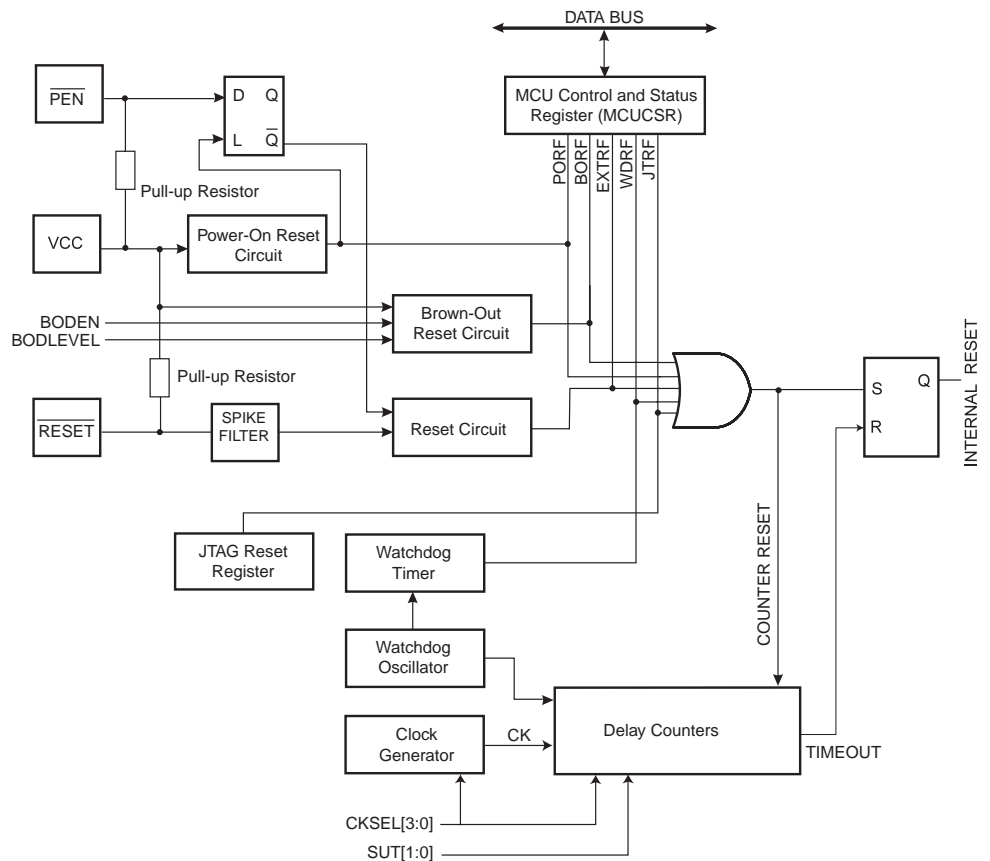 DATA BUS
MCU Control and Status
Register (MCUCSR)
PEN
D Q
L Q
PORF
BORF
EXTRF
WDRF
JTRF
Pull-up Resistor
VCC
Power-On Reset
Circuit
BODEN
BODLEVEL
Brown-Out
Reset Circuit
Pull-up Resistor
RESET
SPIKE
FILTER
Reset Circuit
S Q
R
INTERNAL RESET
JTAG Reset
Register
Watchdog
Timer
COUNTER RESET
Watchdog
Oscillator
Clock
Generator
CK
Delay Counters
TIMEOUT
CKSEL[3:0]
SUT[1:0]